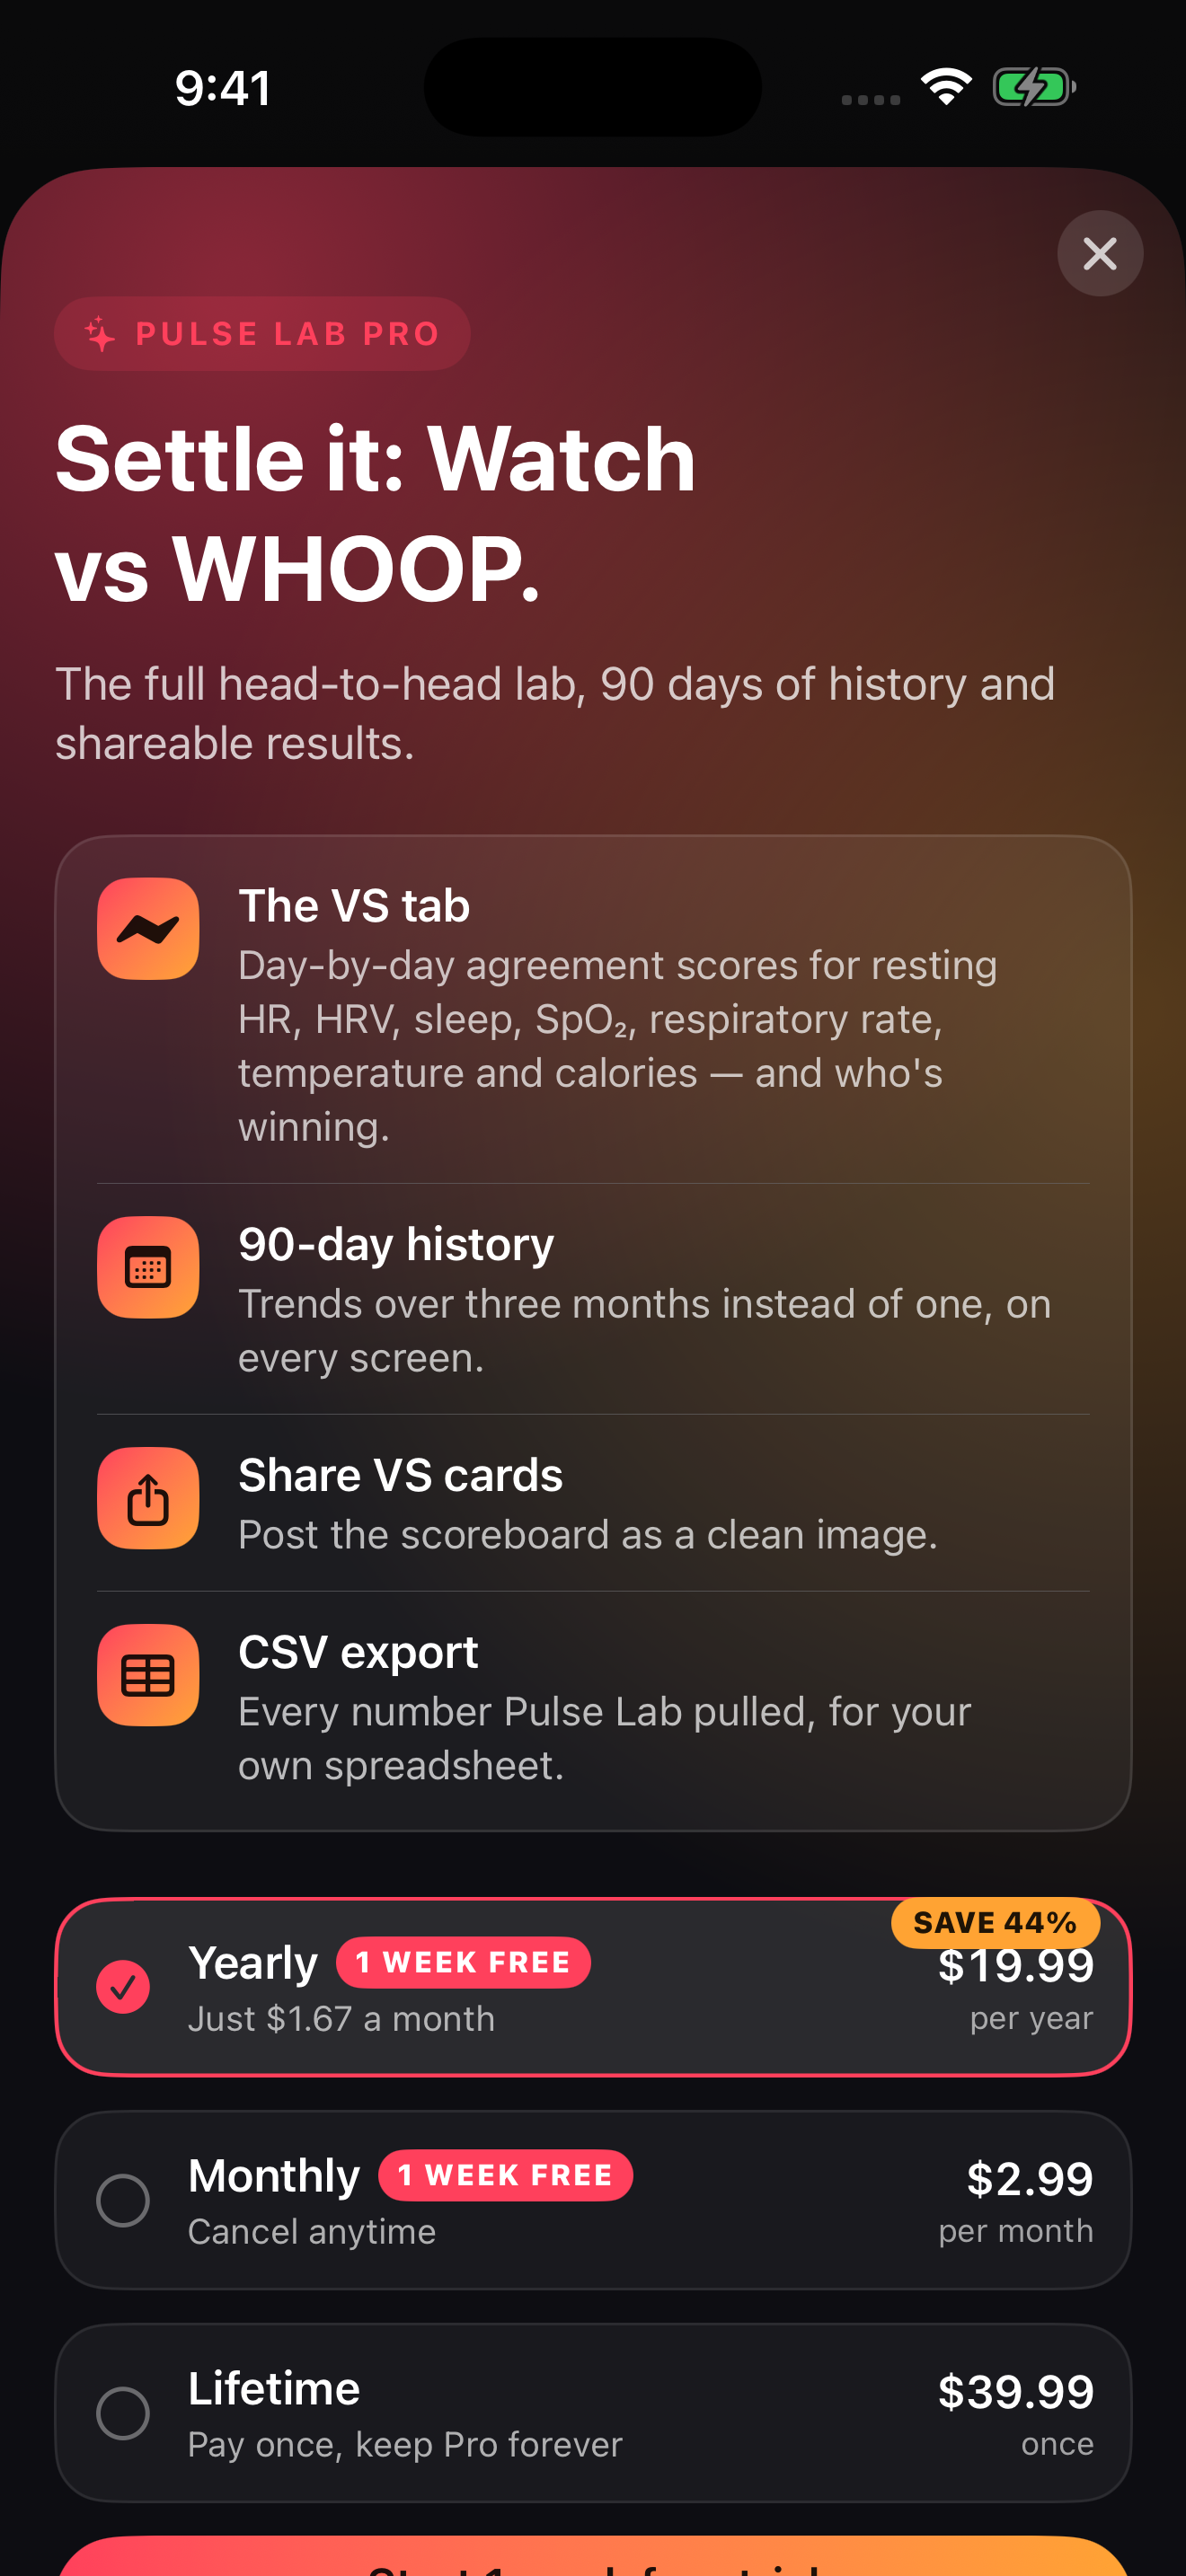 9:41
PULSE LAB PRO
Settle it: Watch
vs WHOOP.
The full head-to-head lab, 90 days of history and
shareable results.
The VS tab
Day-by-day agreement scores for resting
HR, HRV, sleep, SpO₂, respiratory rate,
temperature and calories — and who's
winning.
90-day history
Trends over three months instead of one, on
every screen.
Share VS cards
Post the scoreboard as a clean image.
CSV export
Every number Pulse Lab pulled, for your
own spreadsheet.
SAVE 44%
Yearly 1 WEEK FREE $19.99
Just $1.67 a month per year
Monthly 1 WEEK FREE $2.99
Cancel anytime per month
Lifetime $39.99
Pay once, keep Pro forever once